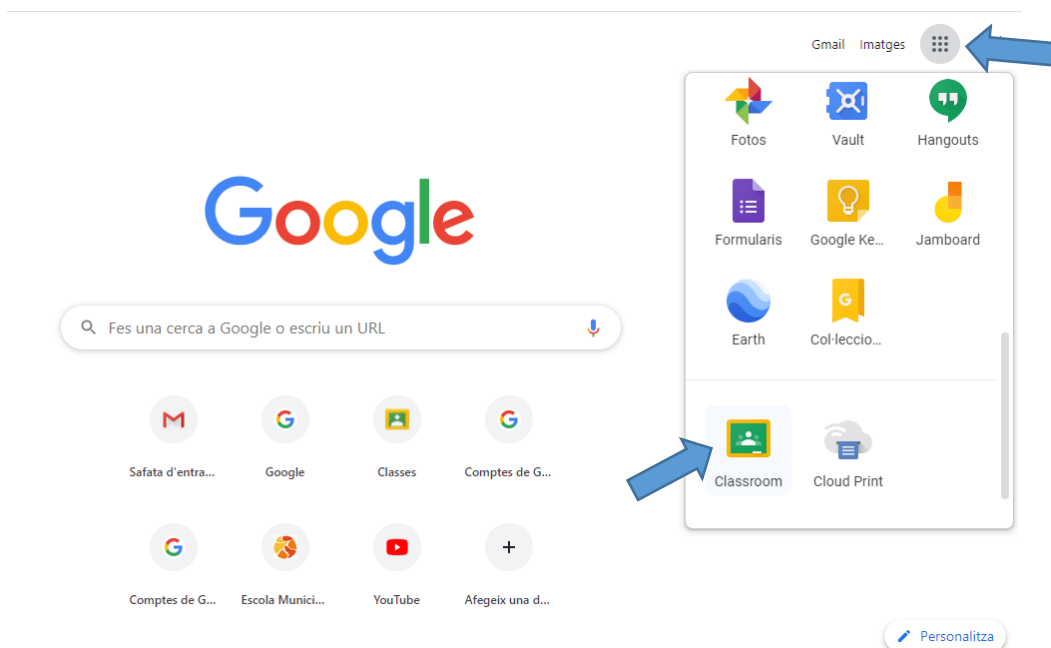 Gmail Imatges
Fotos Vault Hangouts
Google
Formularis Google Ke... Jamboard
Fes una cerca a Google o escriu un URL
G
Earth Col·leccio...
Safata d'entra... Google Classes Comptes de G...
Classroom Cloud Print
Comptes de G... Escola Munici... YouTube Afegeix una d...
Personalitza